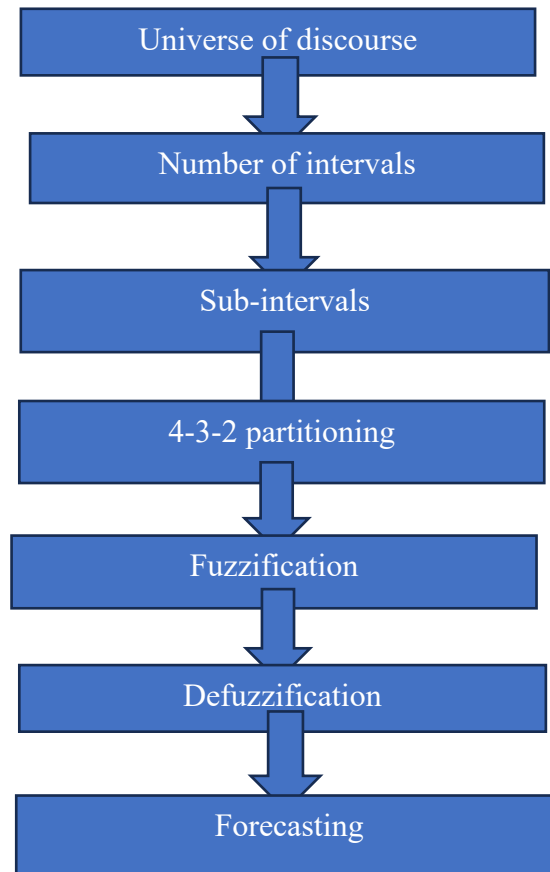 Universe of discourse
Number of intervals
Sub-intervals
4-3-2 partitioning
Fuzzification
Defuzzification
Forecasting